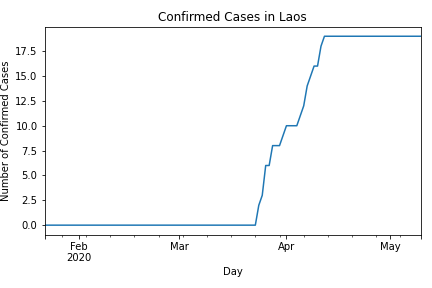 Confirmed Cases in Laos
Number of Confirmed Cases
17.5
15.0
12.5
10.0
7.5
5.0
2.5
0.0
Feb
2020
Mar
Apr
May
Day